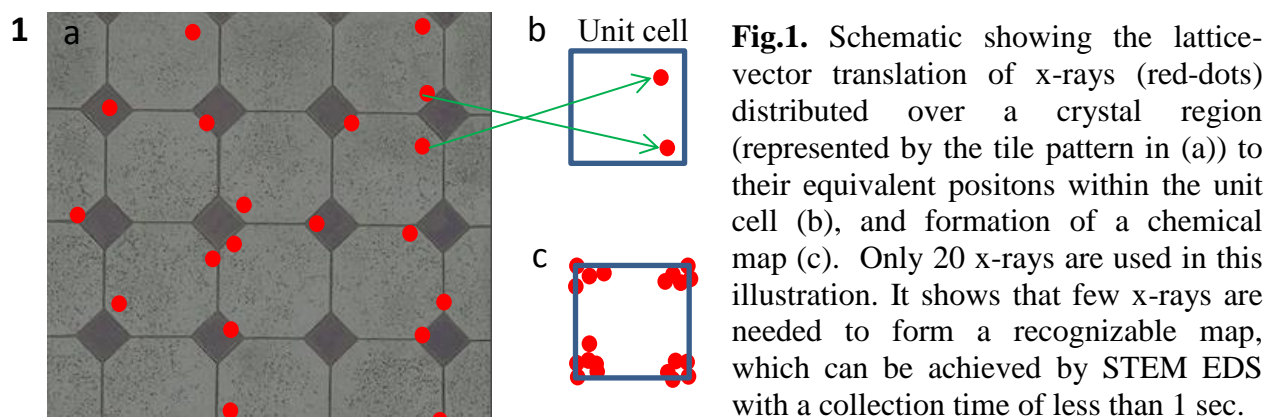 1 a
b Unit cell
c
Fig.1. Schematic showing the lattice-
vector translation of x-rays (red-dots)
distributed over a crystal region
(represented by the tile pattern in (a)) to
their equivalent positons within the unit
cell (b), and formation of a chemical
map (c). Only 20 x-rays are used in this
illustration. It shows that few x-rays are
needed to form a recognizable map,
which can be achieved by STEM EDS
with a collection time of less than 1 sec.